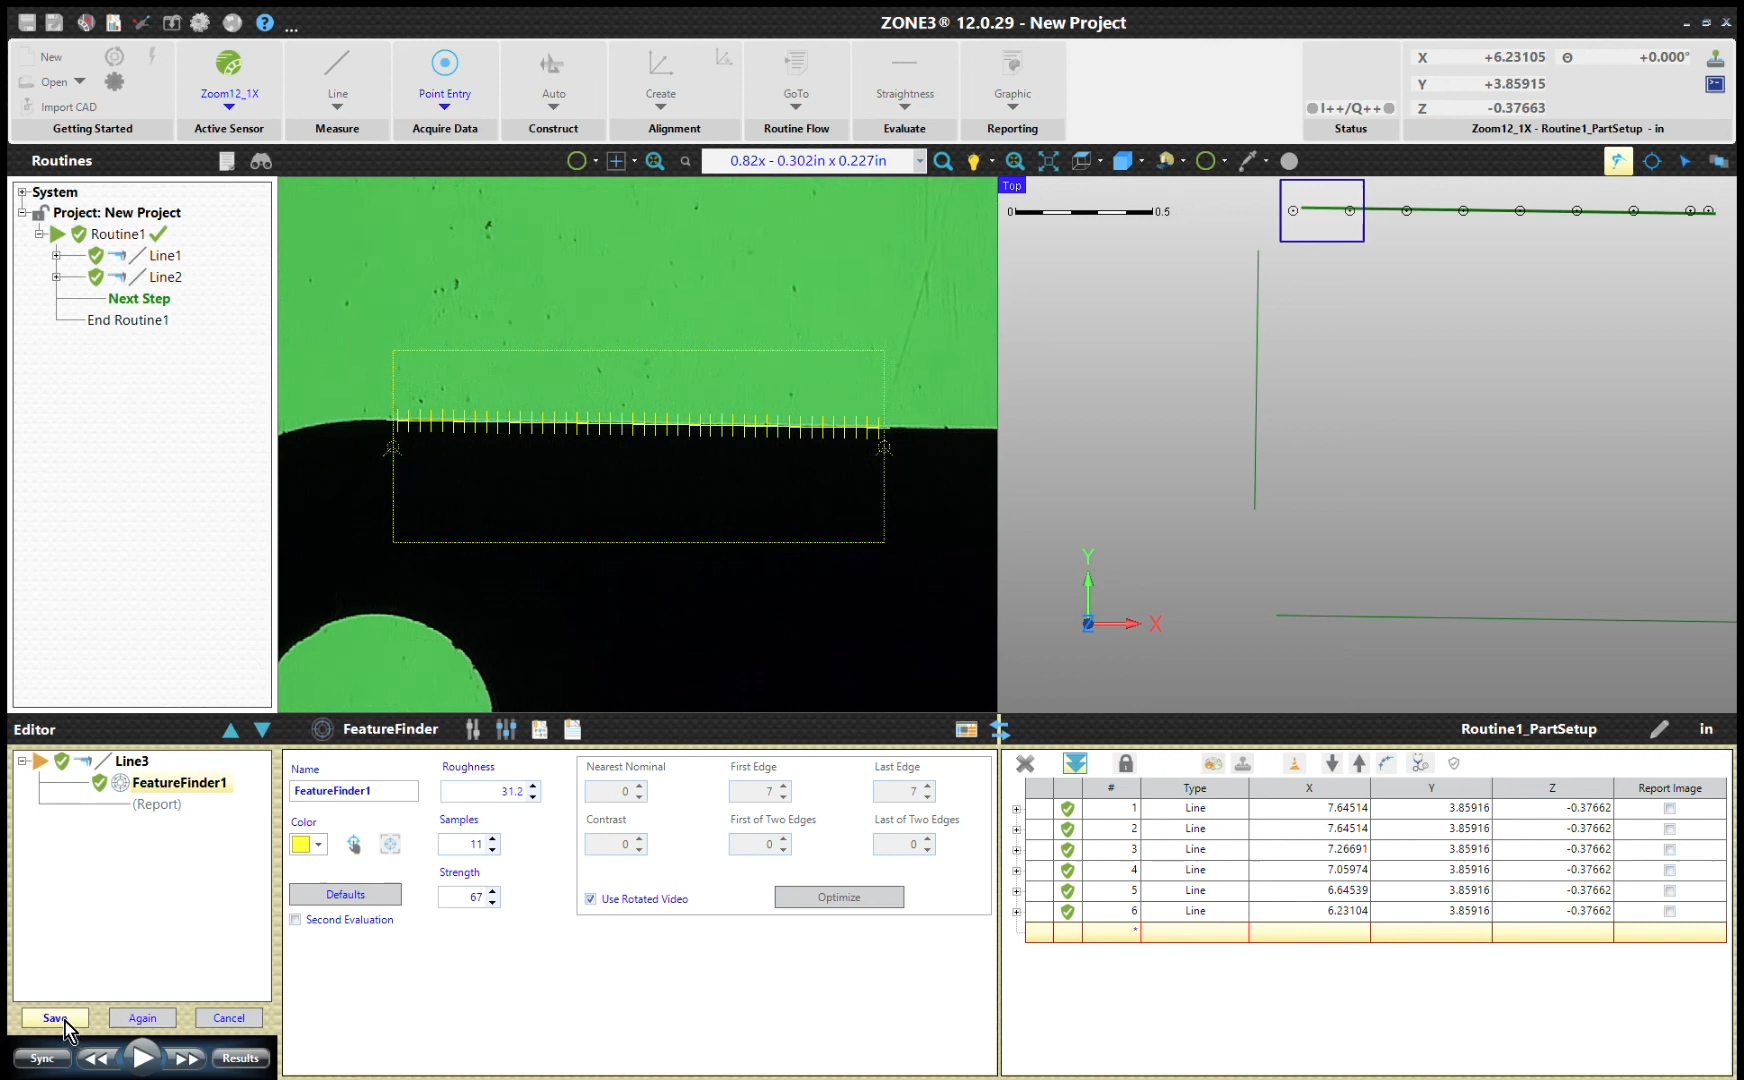 ZONE3® 12.0.29 - New Project
...
New
Open
Import CAD
Getting Started
Zoom12_1X
Active Sensor
Line
Measure
Point Entry
Acquire Data
Auto
Construct
Create
Alignment
GoTo
Routine Flow
Straightness
Evaluate
Graphic
Reporting
I++/Q++
Status
X +6.23105 Θ +0.000°
Y +3.85915
Z -0.37663
Zoom12_1X - Routine1_PartSetup - in
Routines
0.82x - 0.302in x 0.227in
System
Project: New Project
Routine1
Line1
Line2
Next Step
End Routine1
Top
0 0.5
Y
Z X
Editor
FeatureFinder
Routine1_PartSetup in
Line3
FeatureFinder1
(Report)
Save Again Cancel
Sync Results
Name
FeatureFinder1
Color
Defaults
Second Evaluation
Roughness
31.2
Samples
11
Strength
67
Nearest Nominal First Edge Last Edge
0 7 7
Contrast First of Two Edges Last of Two Edges
0 0 0
Use Rotated Video Optimize
# Type X Y Z Report Image
1 Line 7.64514 3.85916 -0.37662
2 Line 7.64514 3.85916 -0.37662
3 Line 7.26691 3.85916 -0.37662
4 Line 7.05974 3.85916 -0.37662
5 Line 6.64539 3.85916 -0.37662
6 Line 6.23104 3.85916 -0.37662
*